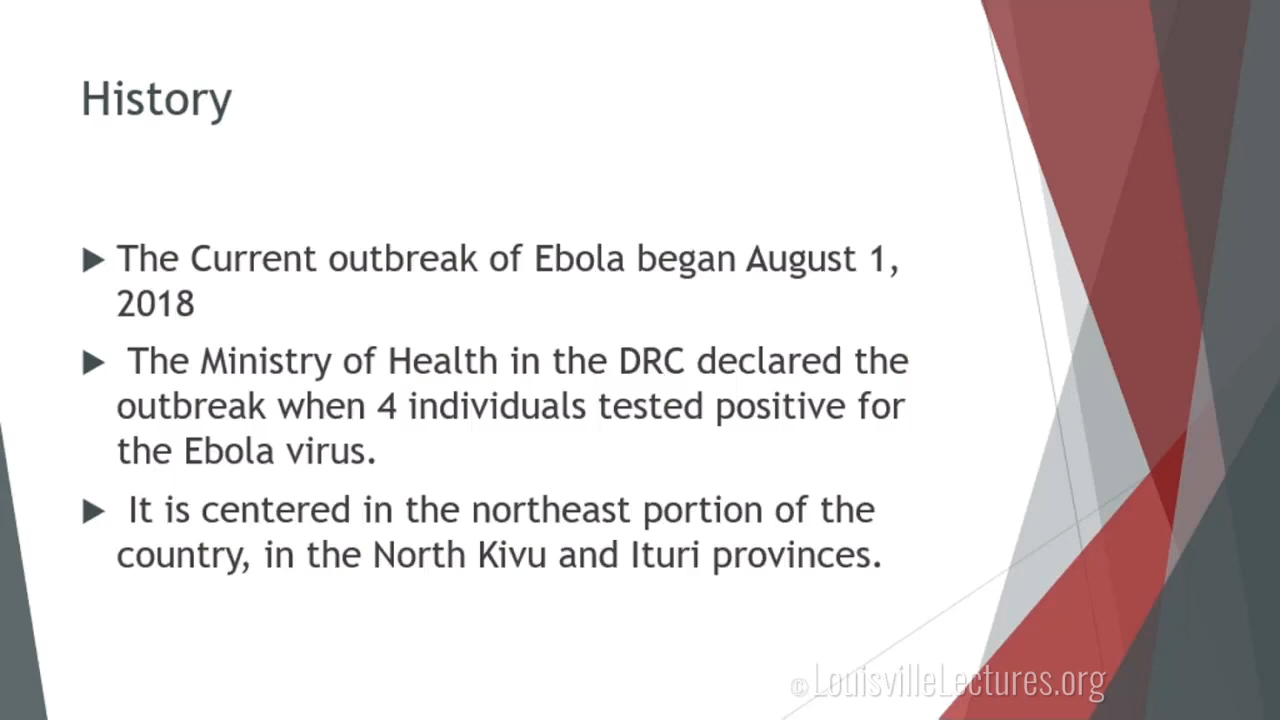 History
▶ The Current outbreak of Ebola began August 1,
2018
▶ The Ministry of Health in the DRC declared the
outbreak when 4 individuals tested positive for
the Ebola virus.
▶ It is centered in the northeast portion of the
country, in the North Kivu and Ituri provinces.
©LouisvilleLectures.org